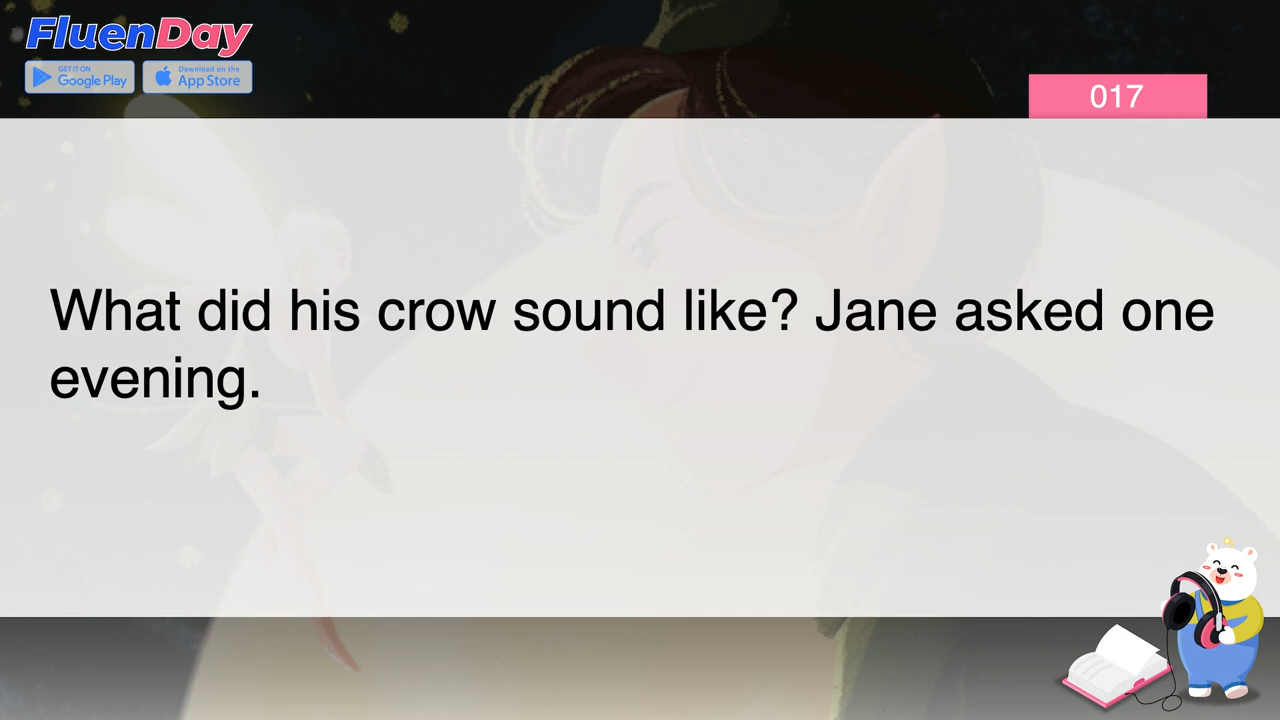 FluenDay
GET IT ON
Google Play
Download on the
App Store
017
What did his crow sound like? Jane asked one
evening.